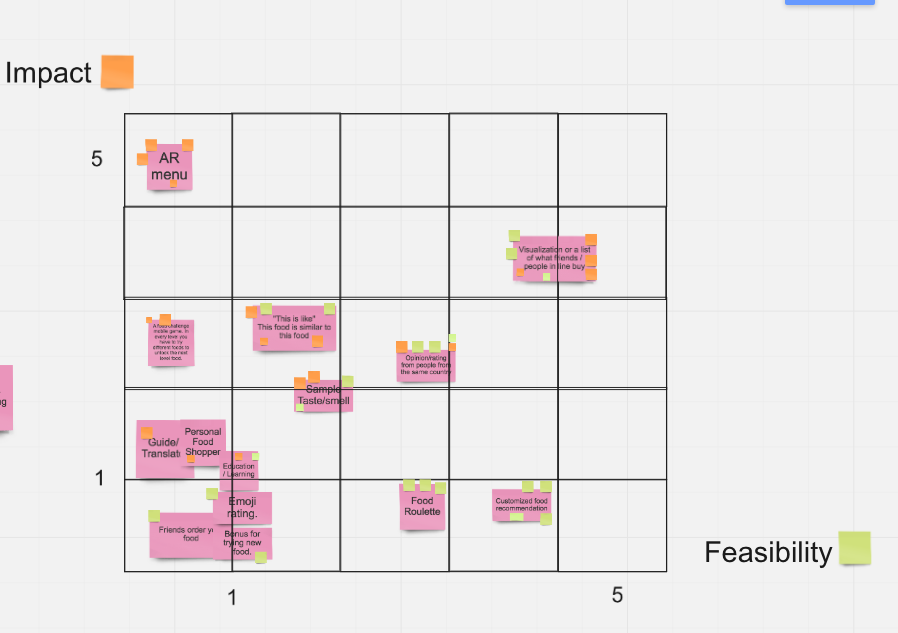 Impact
5
AR
menu
Visualization or a list
of what friends /
people in line buy
A food challenge
mobile game. In
every level you
have to try
different foods to
unlock the next
level food.
"This is like"
This food is similar to
this food
Opinion/rating
from people from
the same country
Sample
Taste/smell
ng
1
Guide/
Translat
Personal
Food
Shopper
Education
/ Learning
Emoji
rating.
Friends order y
food
Bonus for
trying new
food.
Food
Roulette
Customized food
recommendation
Feasibility
1
5